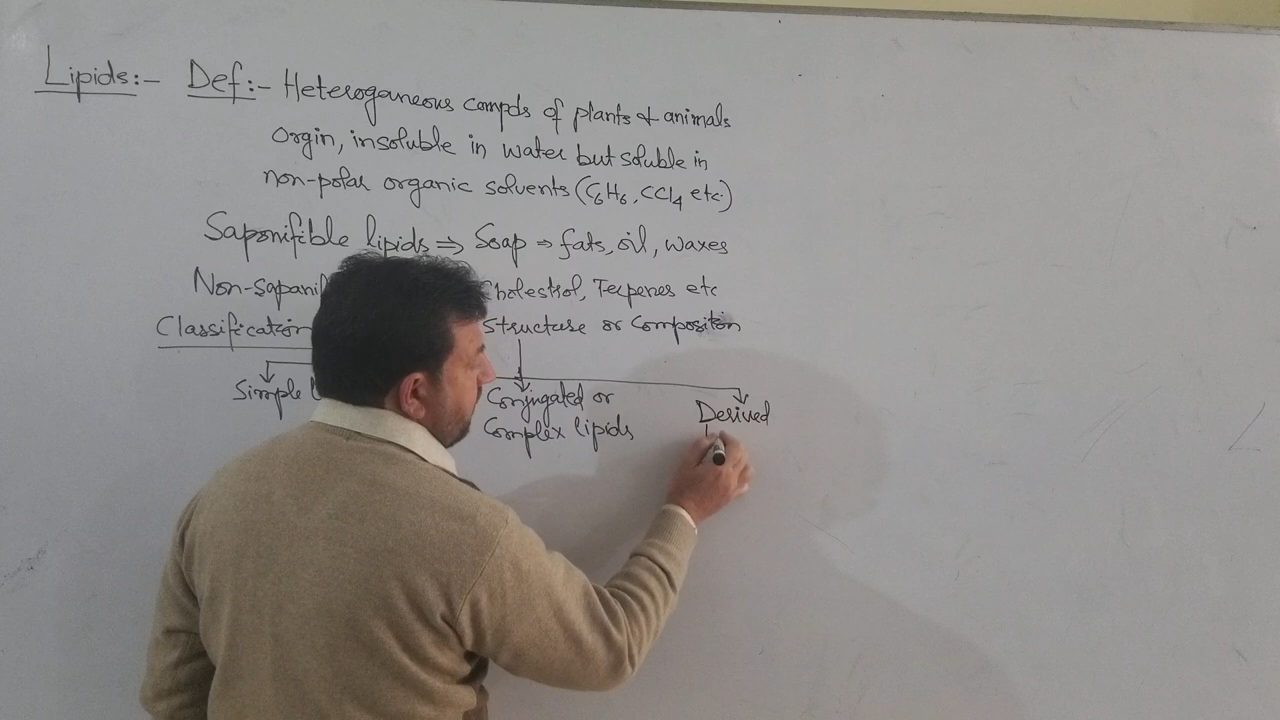 Lipids:- Def:- Heterogeneous compds of plants & animals
Orgin, insoluble in water but soluble in
non-polar organic solvents (C6H6, CCl4 etc.)
Saponifible lipids ⇒ Soap ⇒ fats, oil, waxes
Non-sapanif Cholestrol, Terpenes etc
Classification Structure or Composition
Simple Conjugated or Derived
Complex lipids